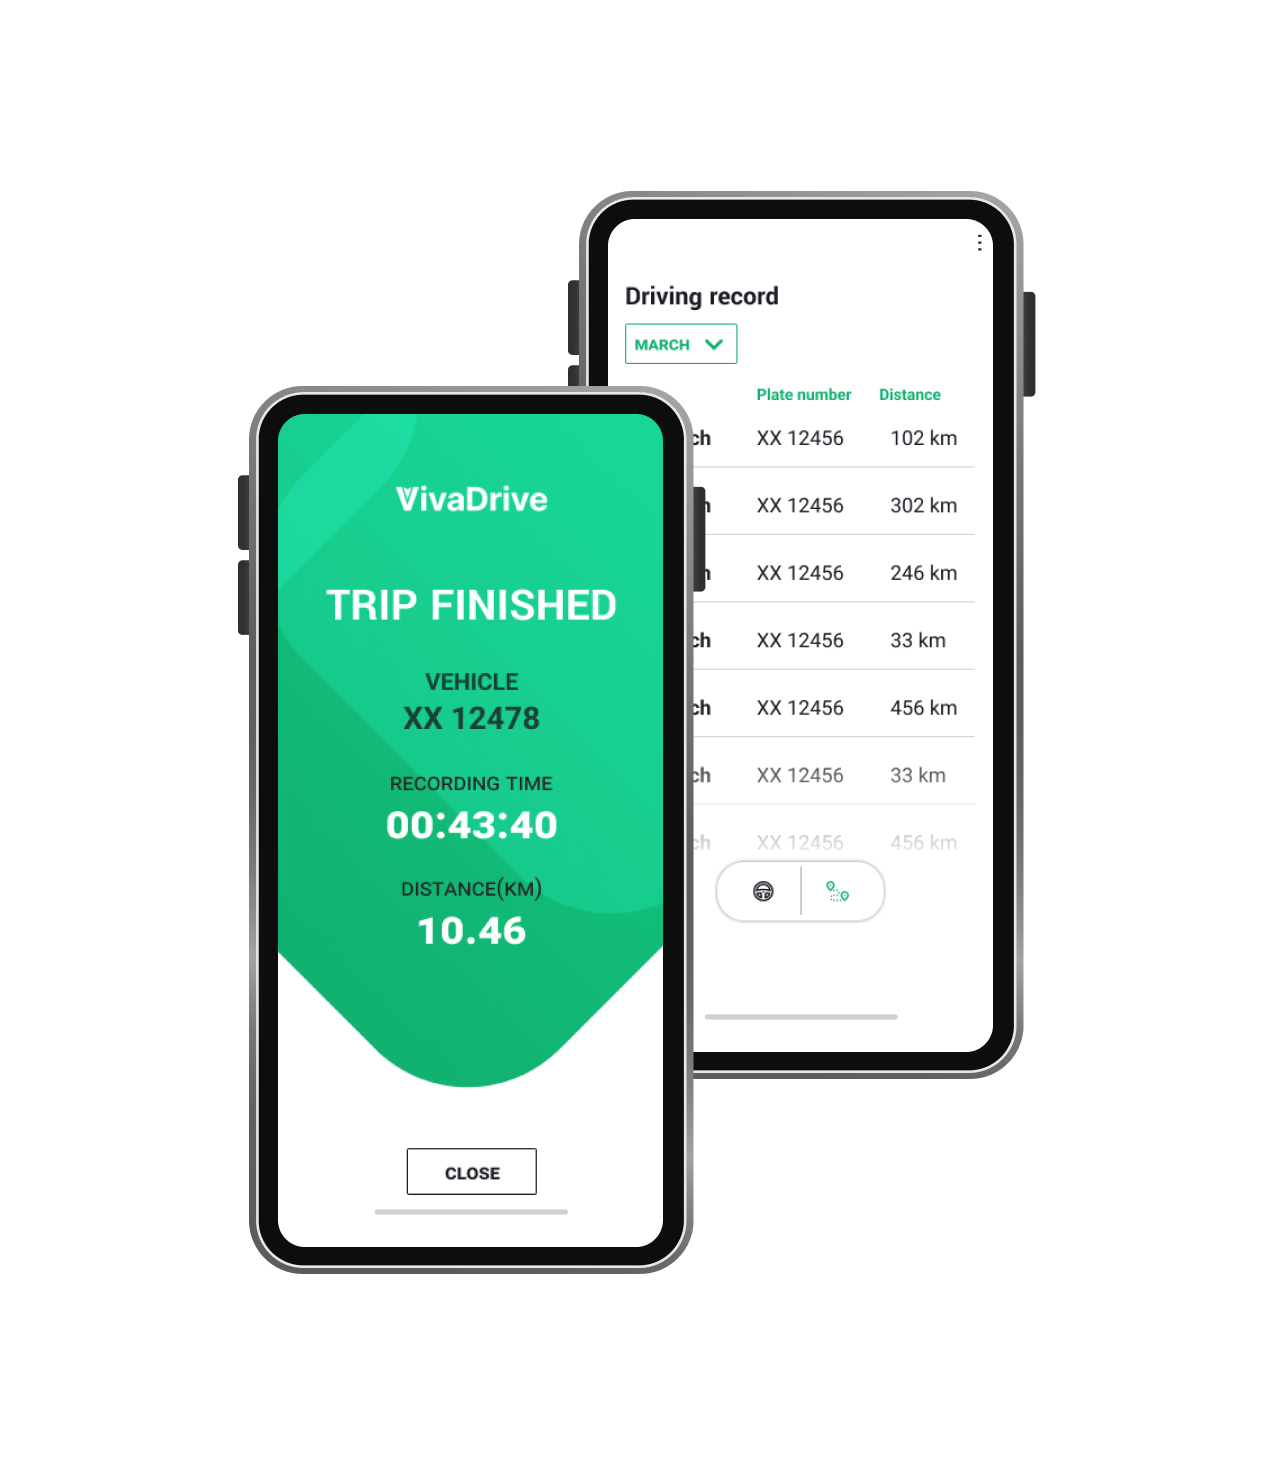 Driving record
MARCH
Plate number Distance
ch XX 12456 102 km
XX 12456 302 km
XX 12456 246 km
ch XX 12456 33 km
ch XX 12456 456 km
ch XX 12456 33 km
ch XX 12456 456 km
VivaDrive
TRIP FINISHED
VEHICLE
XX 12478
RECORDING TIME
00:43:40
DISTANCE(KM)
10.46
CLOSE